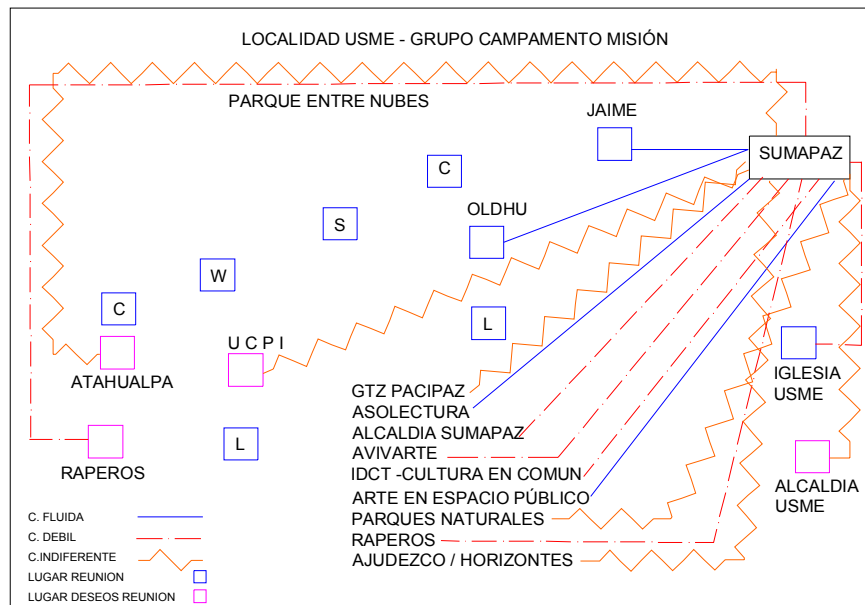 LOCALIDAD USME - GRUPO CAMPAMENTO MISIÓN
PARQUE ENTRE NUBES
JAIME
SUMAPAZ
C
OLDHU
S
W
C
L
U C P I
ATAHUALPA
IGLESIA
USME
GTZ PACIPAZ
ASOLECTURA
ALCALDIA SUMAPAZ
AVIVARTE
IDCT -CULTURA EN COMUN
ARTE EN ESPACIO PÚBLICO
PARQUES NATURALES
RAPEROS
AJUDEZCO / HORIZONTES
RAPEROS
L
ALCALDIA
USME
C. FLUIDA
C. DEBIL
C.INDIFERENTE
LUGAR REUNION
LUGAR DESEOS REUNION